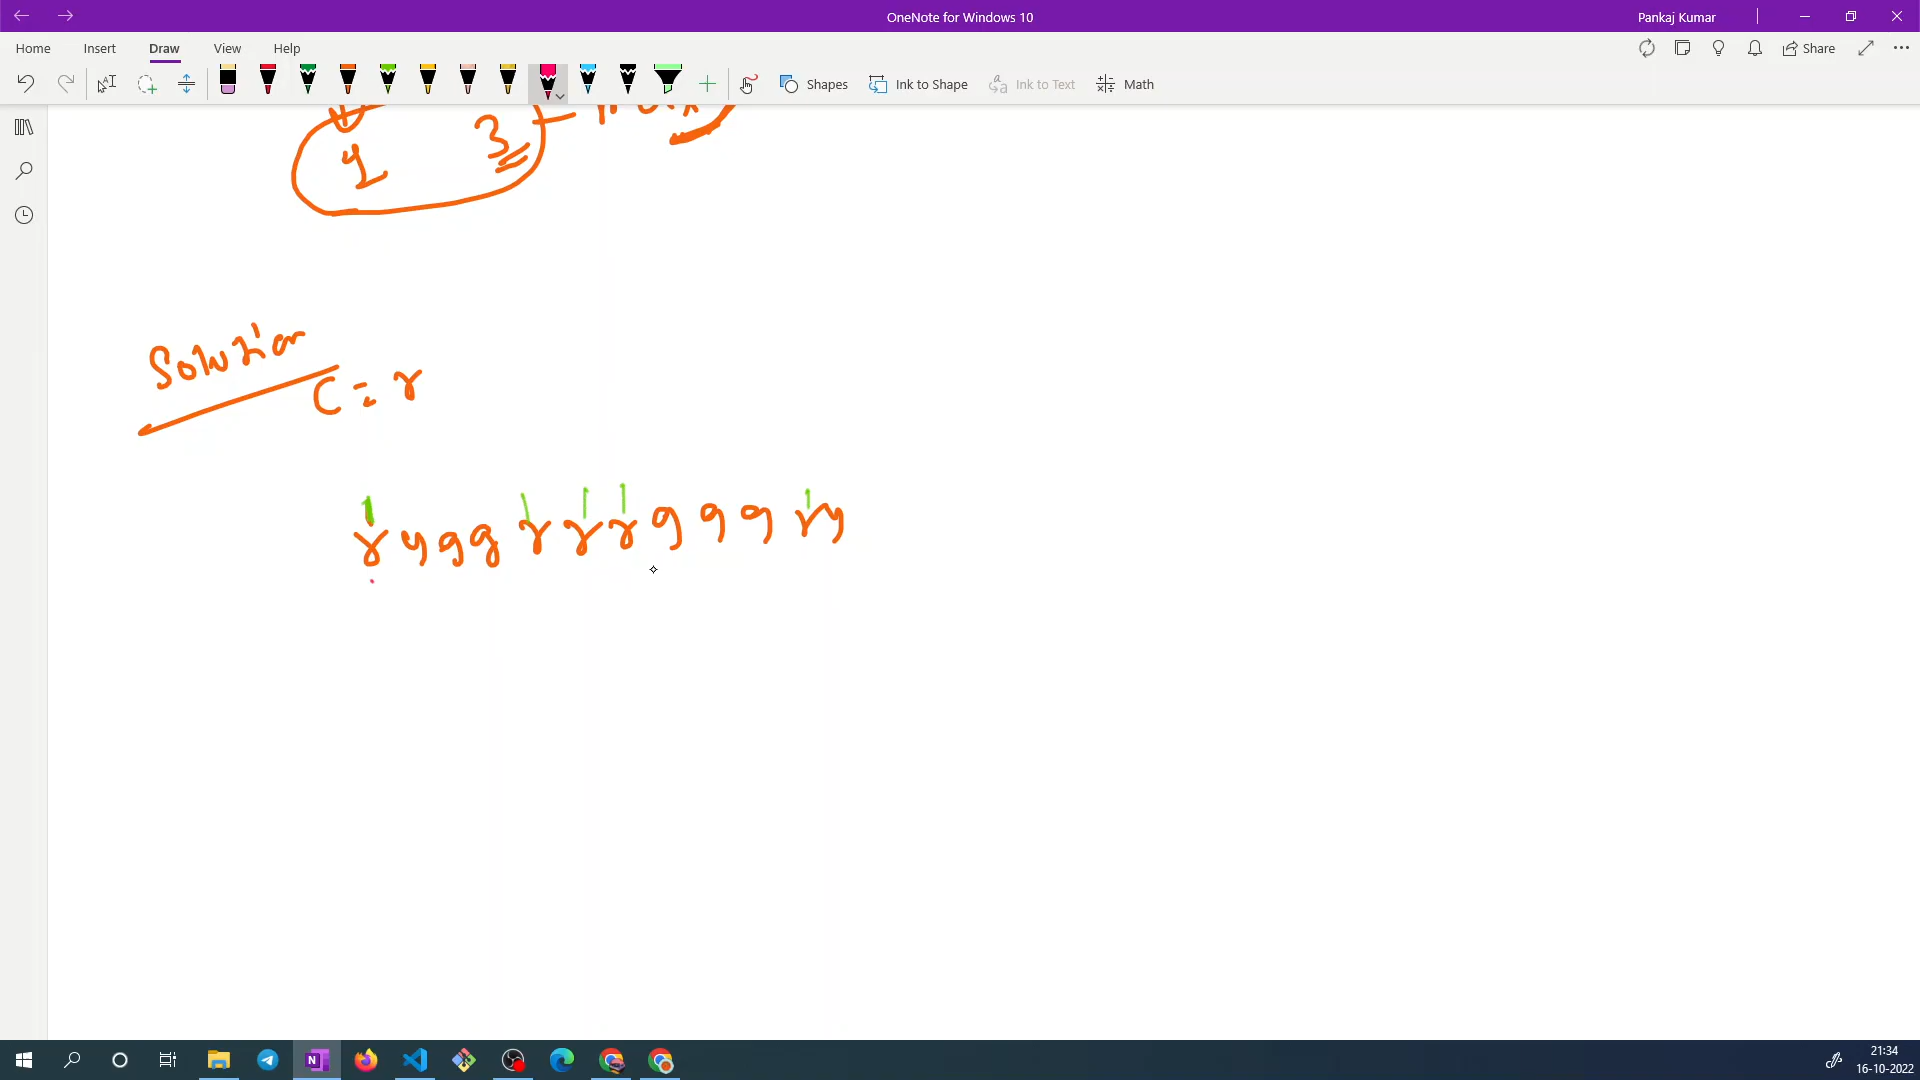 OneNote for Windows 10
Pankaj Kumar
Home Insert Draw View Help
Share
Shapes Ink to Shape Ink to Text Math
1 3
Solution
C = r
r y g g r r r g g g r y
21:34
16-10-2022